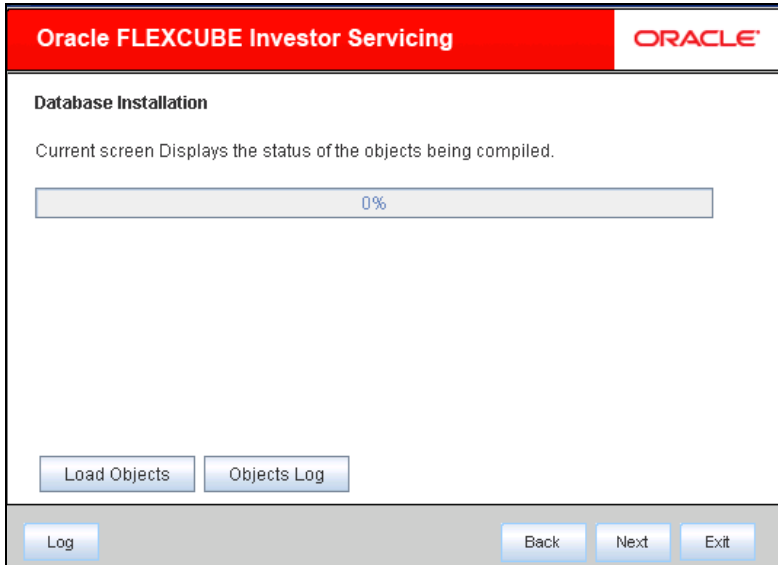 Oracle FLEXCUBE Investor Servicing
ORACLE®
Database Installation
Current screen Displays the status of the objects being compiled.
0%
Load Objects
Objects Log
Log
Back
Next
Exit